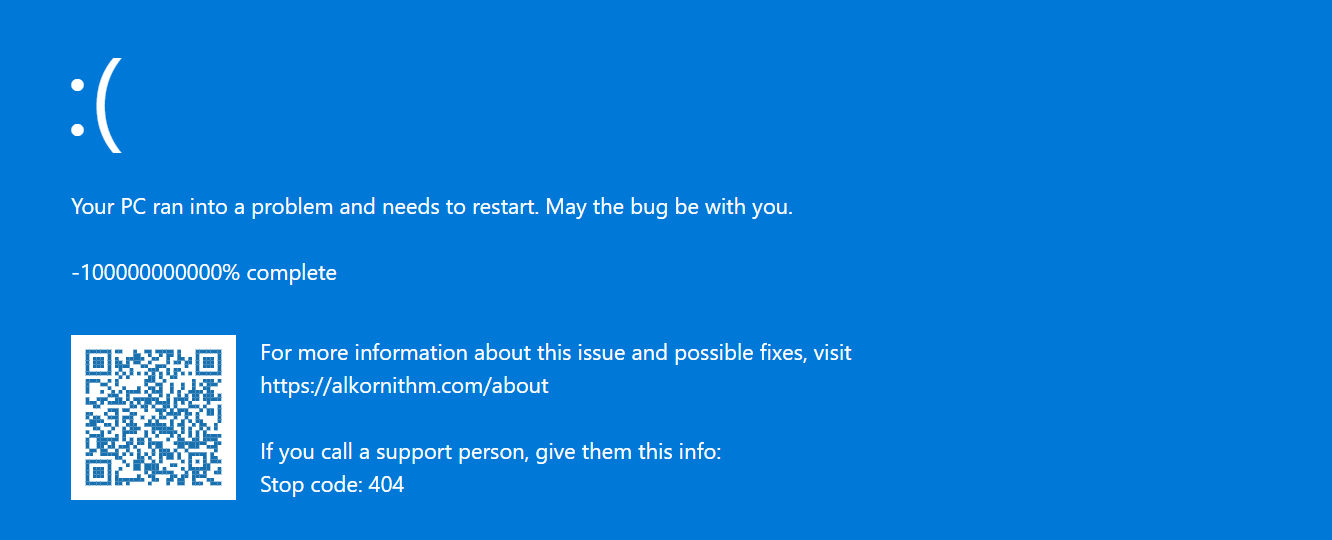 :(
Your PC ran into a problem and needs to restart. May the bug be with you.
-100000000000% complete
For more information about this issue and possible fixes, visit
https://alkornithm.com/about
If you call a support person, give them this info:
Stop code: 404